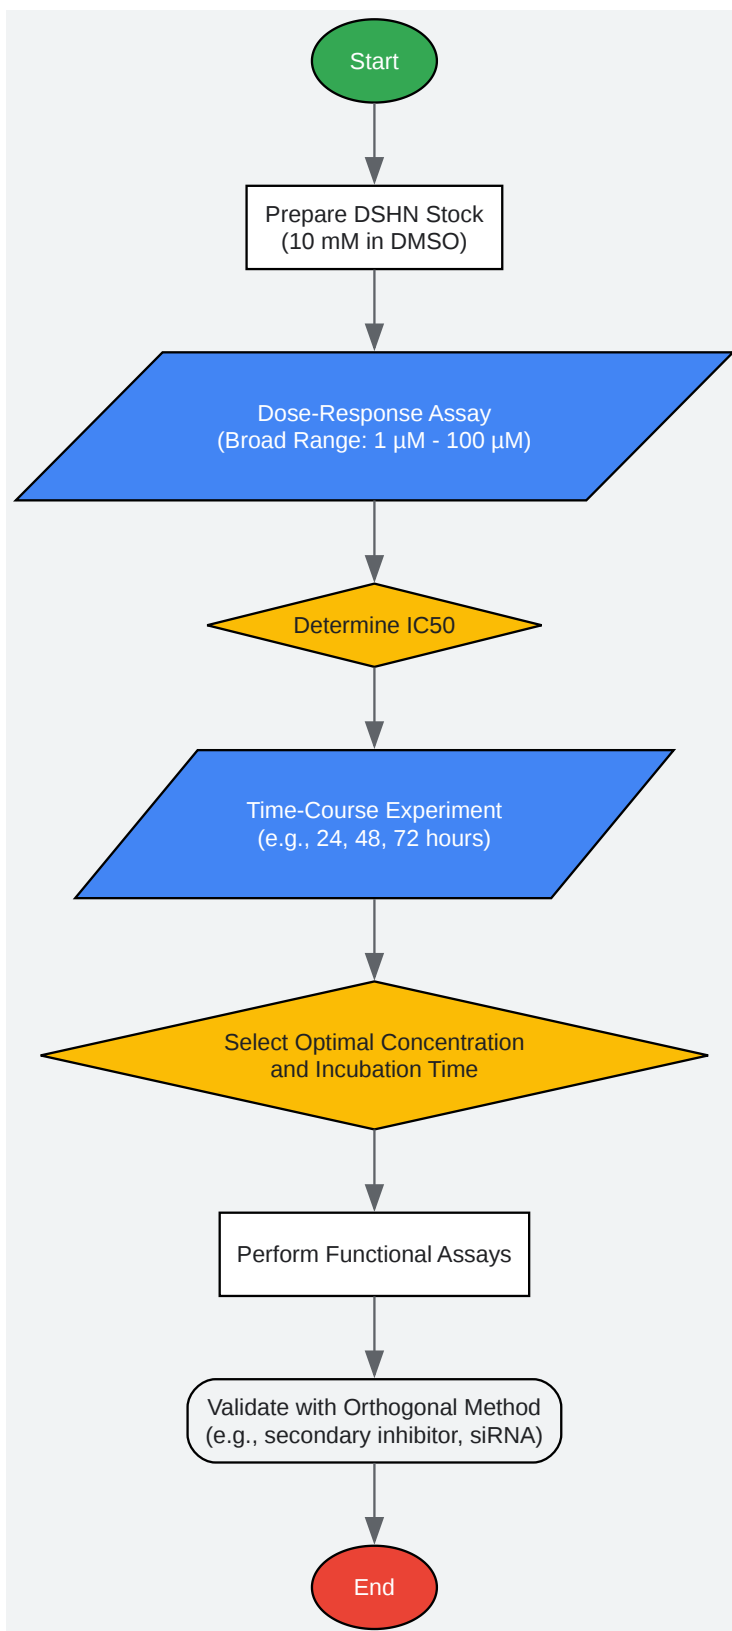 Start
Prepare DSHN Stock
(10 mM in DMSO)
Dose-Response Assay
(Broad Range: 1 µM - 100 µM)
Determine IC50
Time-Course Experiment
(e.g., 24, 48, 72 hours)
Select Optimal Concentration
and Incubation Time
Perform Functional Assays
Validate with Orthogonal Method
(e.g., secondary inhibitor, siRNA)
End